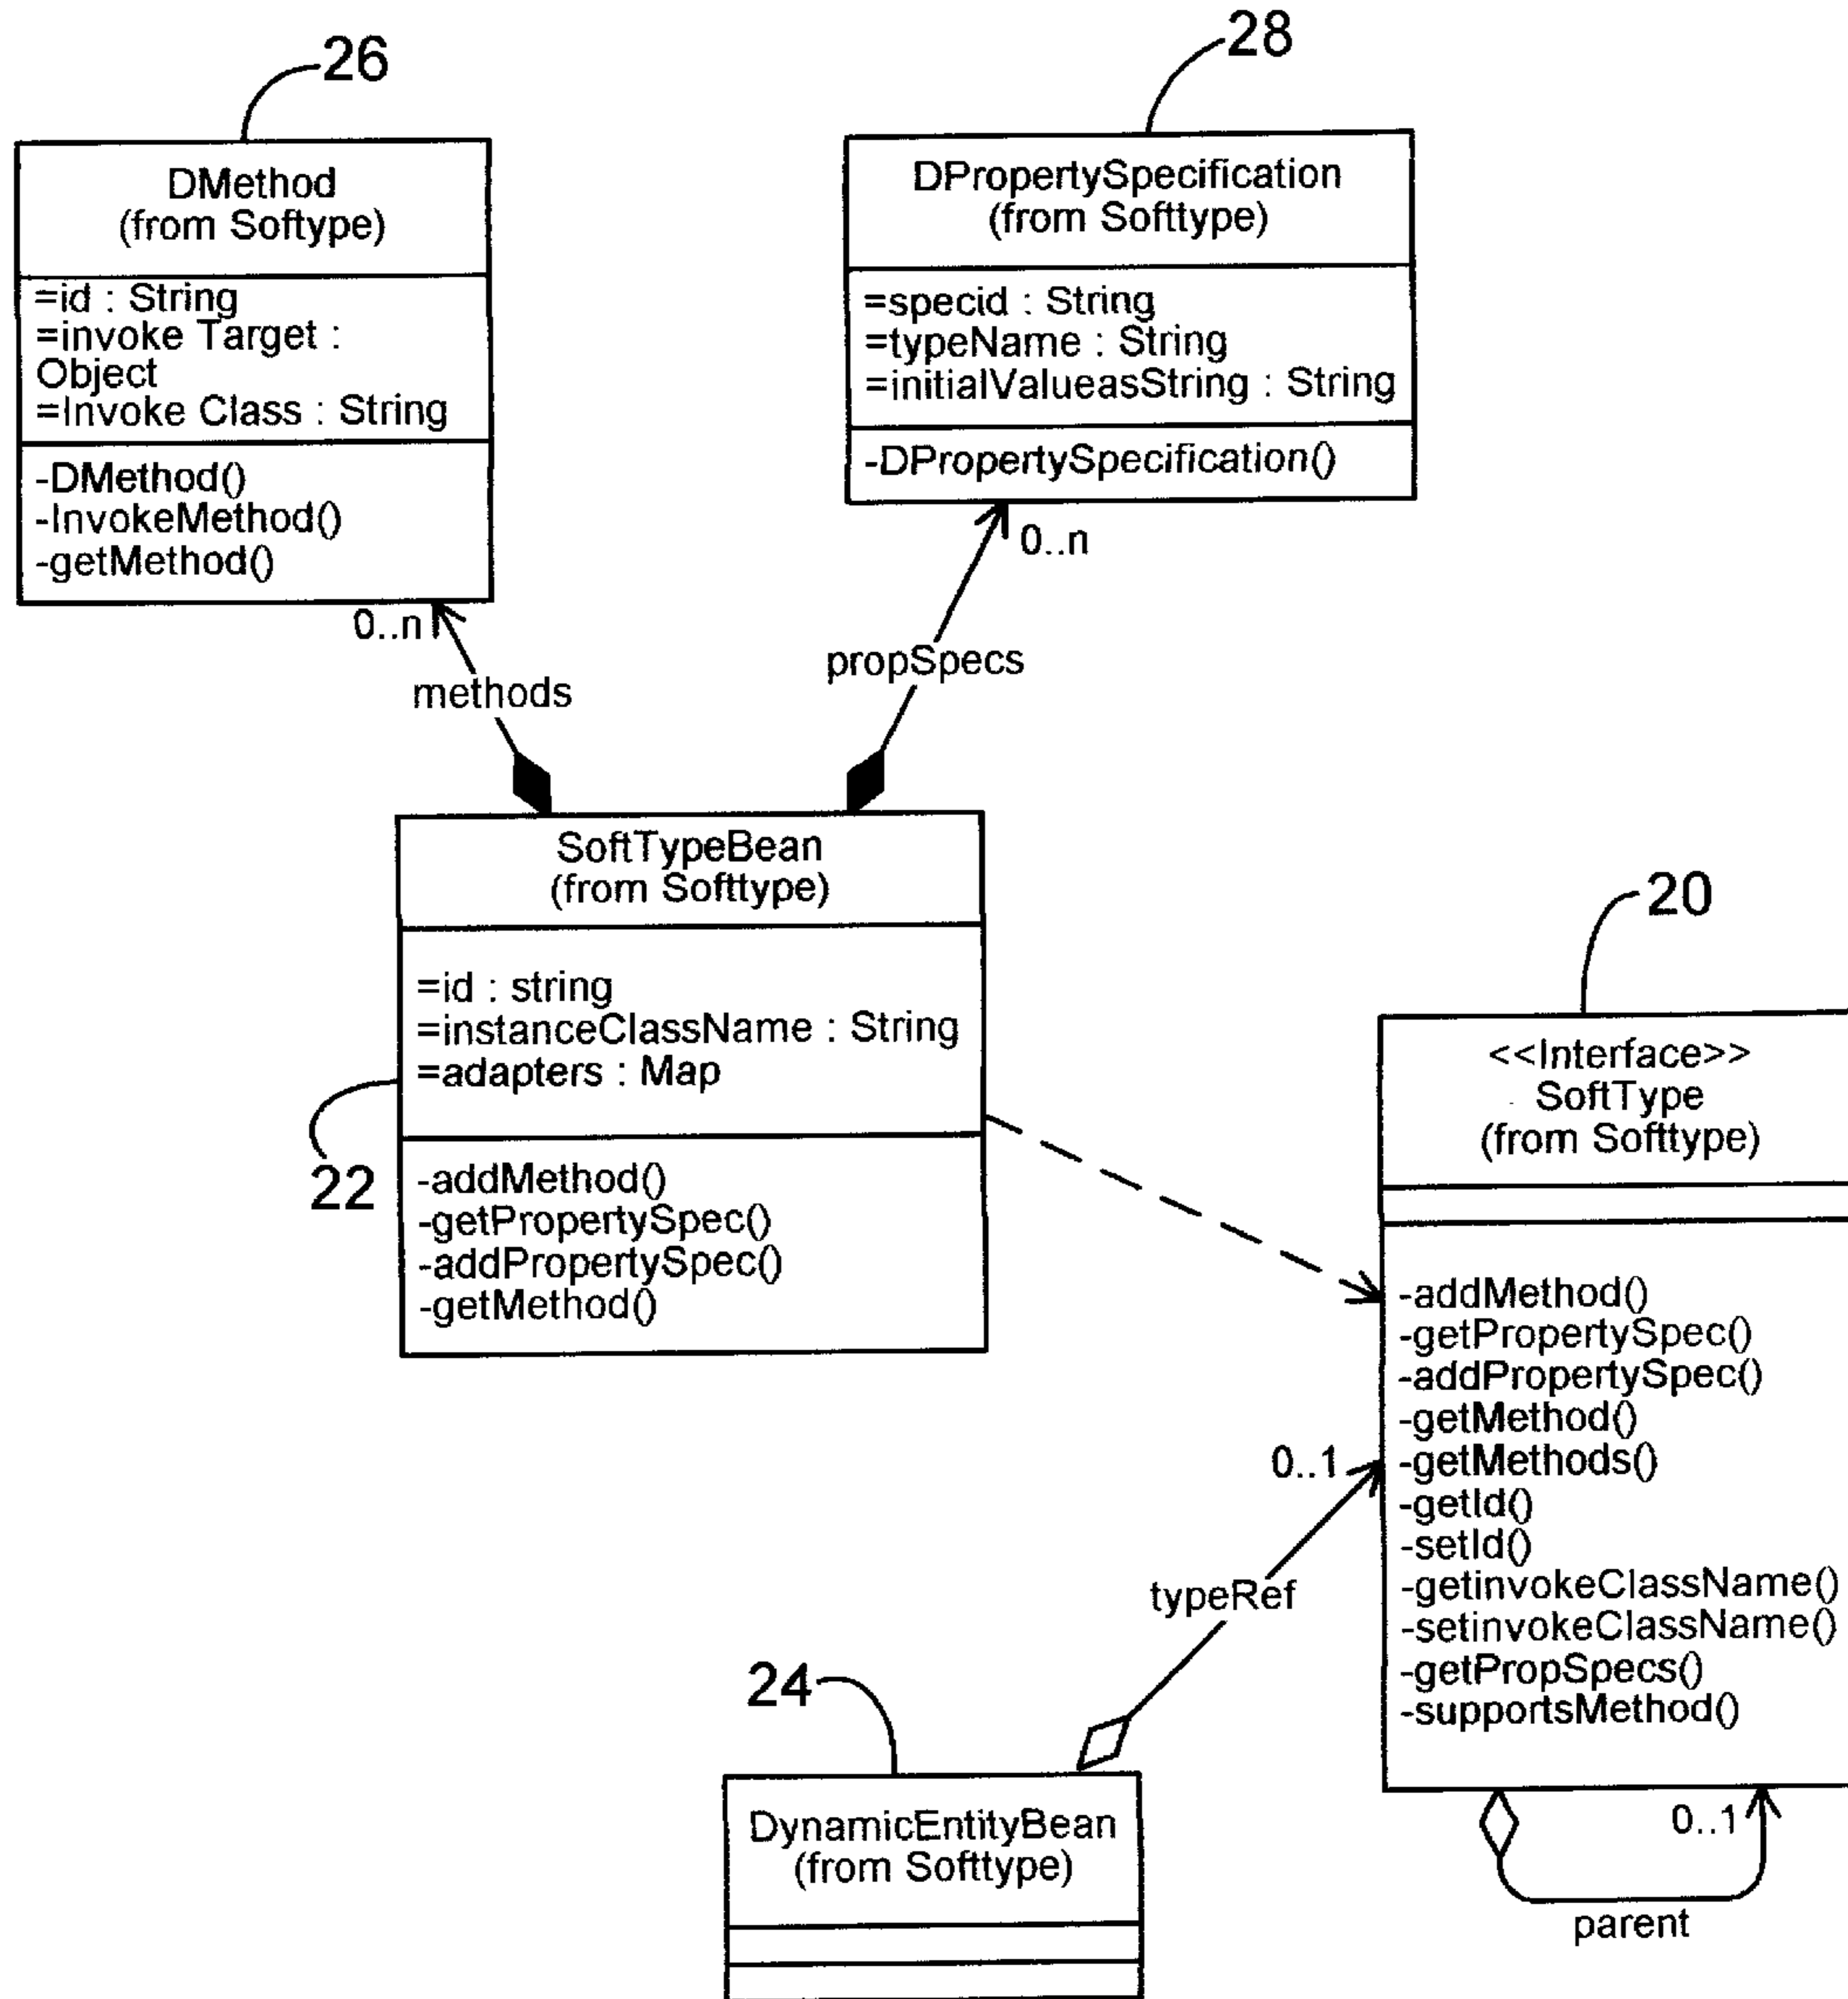 26
DMethod
(from Softype)
=id : String
=invoke Target :
Object
=Invoke Class : String
-DMethod()
-InvokeMethod()
-getMethod()
0..n
methods
28
DPropertySpecification
(from Softtype)
=specid : String
=typeName : String
=initialValueasString : String
-DPropertySpecification()
0..n
propSpecs
SoftTypeBean
(from Softtype)
=id : string
=instanceClassName : String
=adapters : Map
-addMethod()
-getPropertySpec()
-addPropertySpec()
-getMethod()
22
20
<<Interface>>
SoftType
(from Softtype)
-addMethod()
-getPropertySpec()
-addPropertySpec()
-getMethod()
-getMethods()
-getId()
-setId()
-getinvokeClassName()
-setinvokeClassName()
-getPropSpecs()
-supportsMethod()
0..1
typeRef
24
DynamicEntityBean
(from Softtype)
0..1
parent